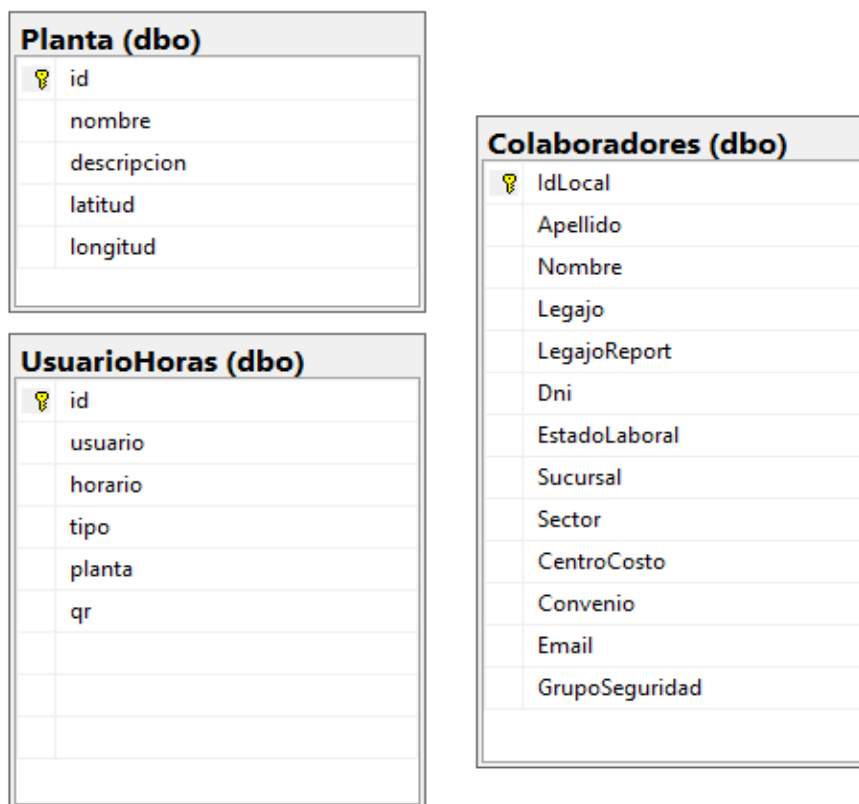 Planta (dbo)
id
nombre
descripcion
latitud
longitud
UsuarioHoras (dbo)
id
usuario
horario
tipo
planta
qr
Colaboradores (dbo)
IdLocal
Apellido
Nombre
Legajo
LegajoReport
Dni
EstadoLaboral
Sucursal
Sector
CentroCosto
Convenio
Email
GrupoSeguridad